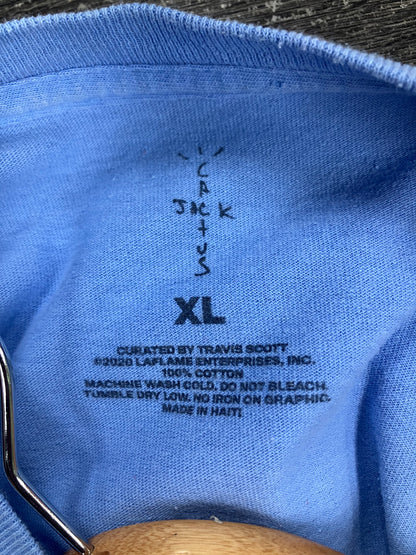 CACTUS
JACK
XL
CURATED BY TRAVIS SCOTT
©2020 LAFLAME ENTERPRISES, INC.
100% COTTON
MACHINE WASH COLD. DO NOT BLEACH.
TUMBLE DRY LOW. NO IRON ON GRAPHIC.
MADE IN HAITI